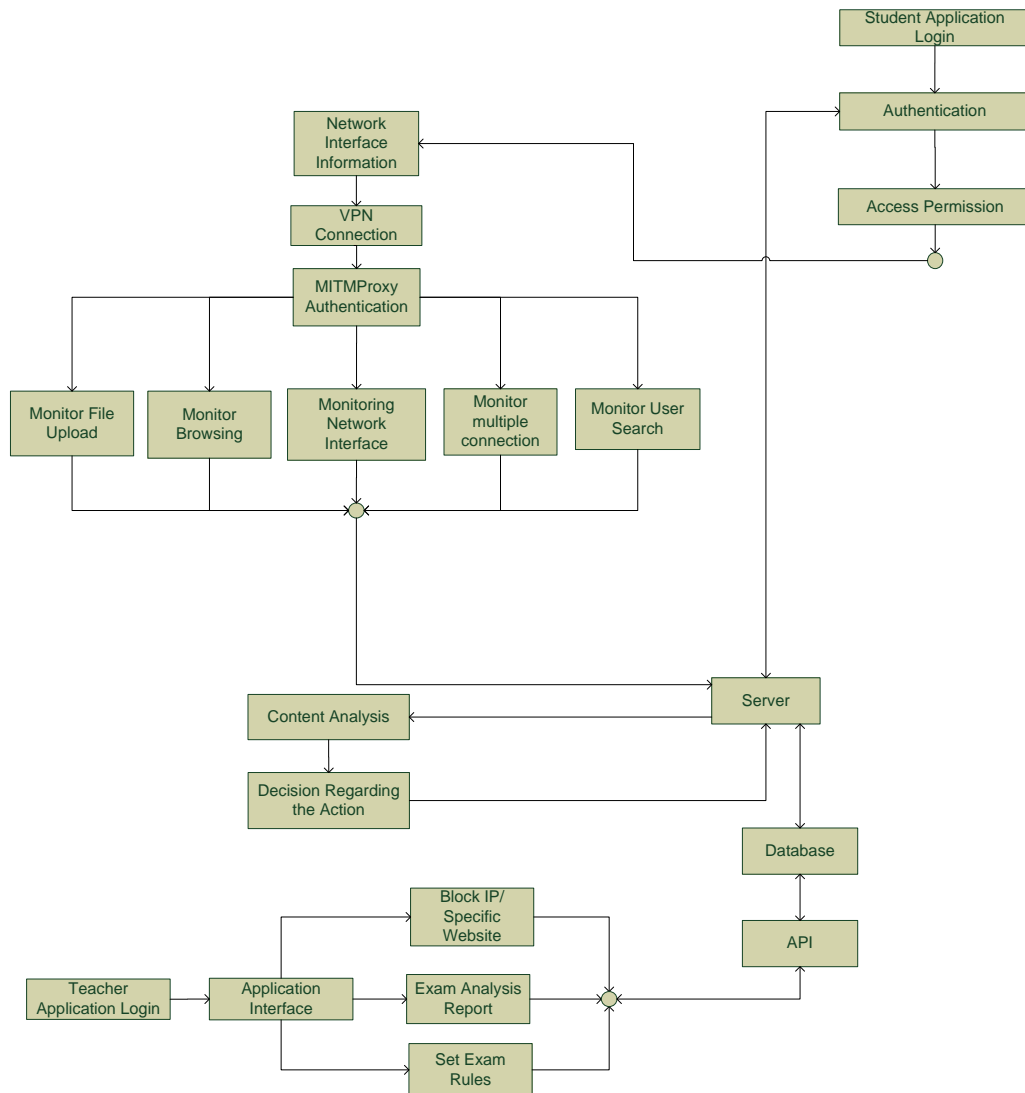 Student Application
Login
Authentication
Access Permission
Network
Interface
Information
VPN
Connection
MITMProxy
Authentication
Monitor File
Upload
Monitor
Browsing
Monitoring
Network
Interface
Monitor
multiple
connection
Monitor User
Search
Server
Content Analysis
Decision Regarding
the Action
Database
API
Block IP/
Specific
Website
Teacher
Application Login
Application
Interface
Exam Analysis
Report
Set Exam
Rules